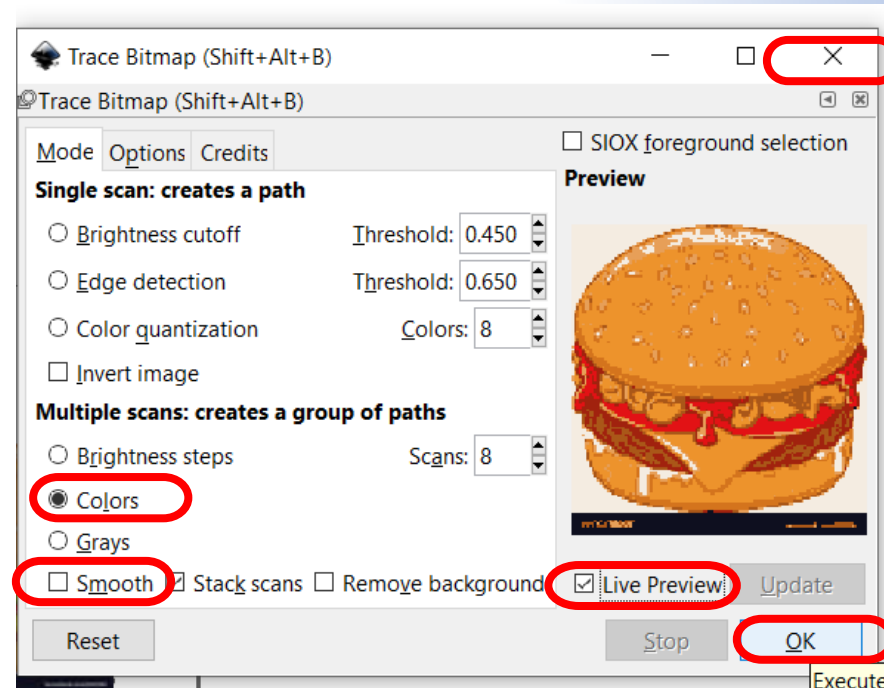 Trace Bitmap (Shift+Alt+B)
Trace Bitmap (Shift+Alt+B)
Mode Options Credits
SIOX foreground selection
Single scan: creates a path
Preview
Brightness cutoff Threshold: 0.450
Edge detection Threshold: 0.650
Color quantization Colors: 8
Invert image
Multiple scans: creates a group of paths
Brightness steps Scans: 8
Colors
Grays
Smooth Stack scans Remove background Live Preview Update
Reset Stop OK
Execute